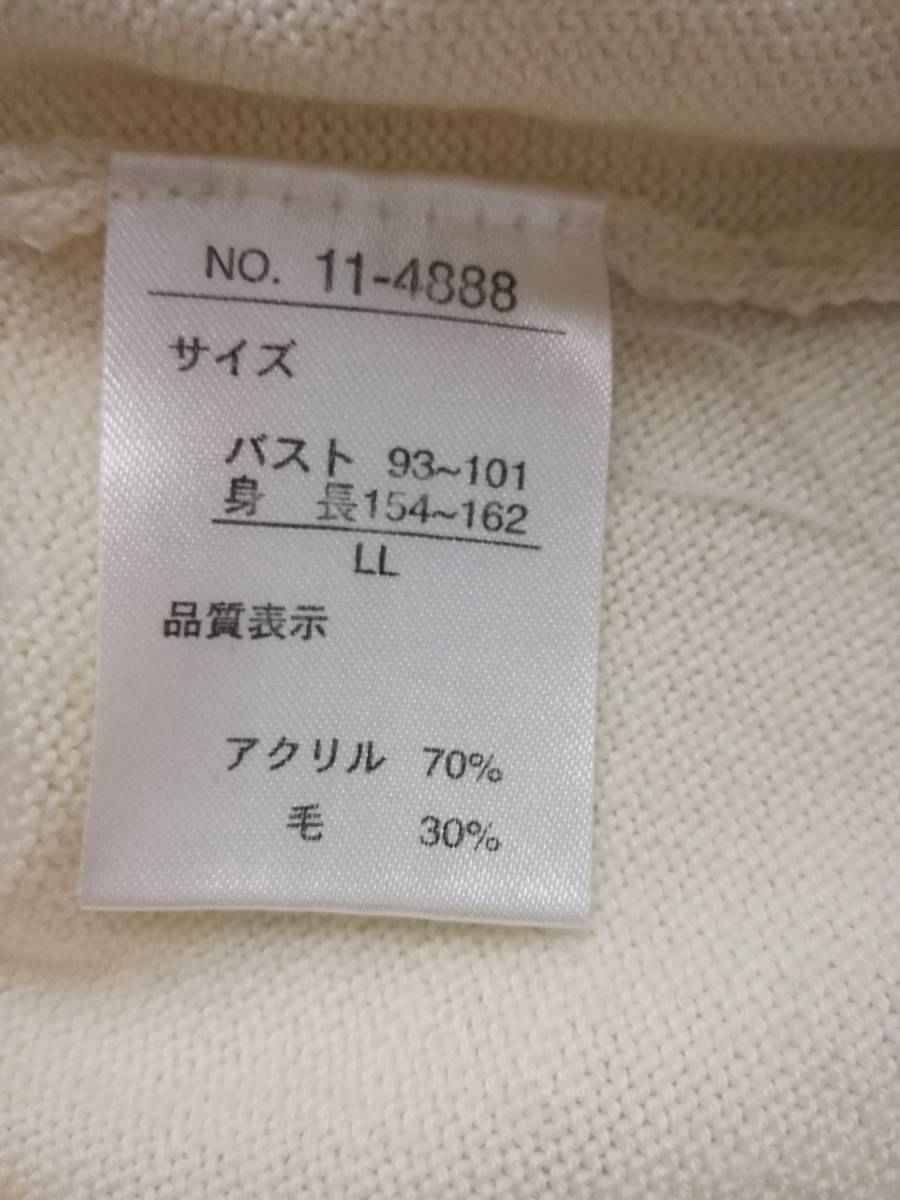 NO. 11-4888
サイズ
バスト 93~101
身 長154~162
LL
品質表示
アクリル 70%
毛 30%